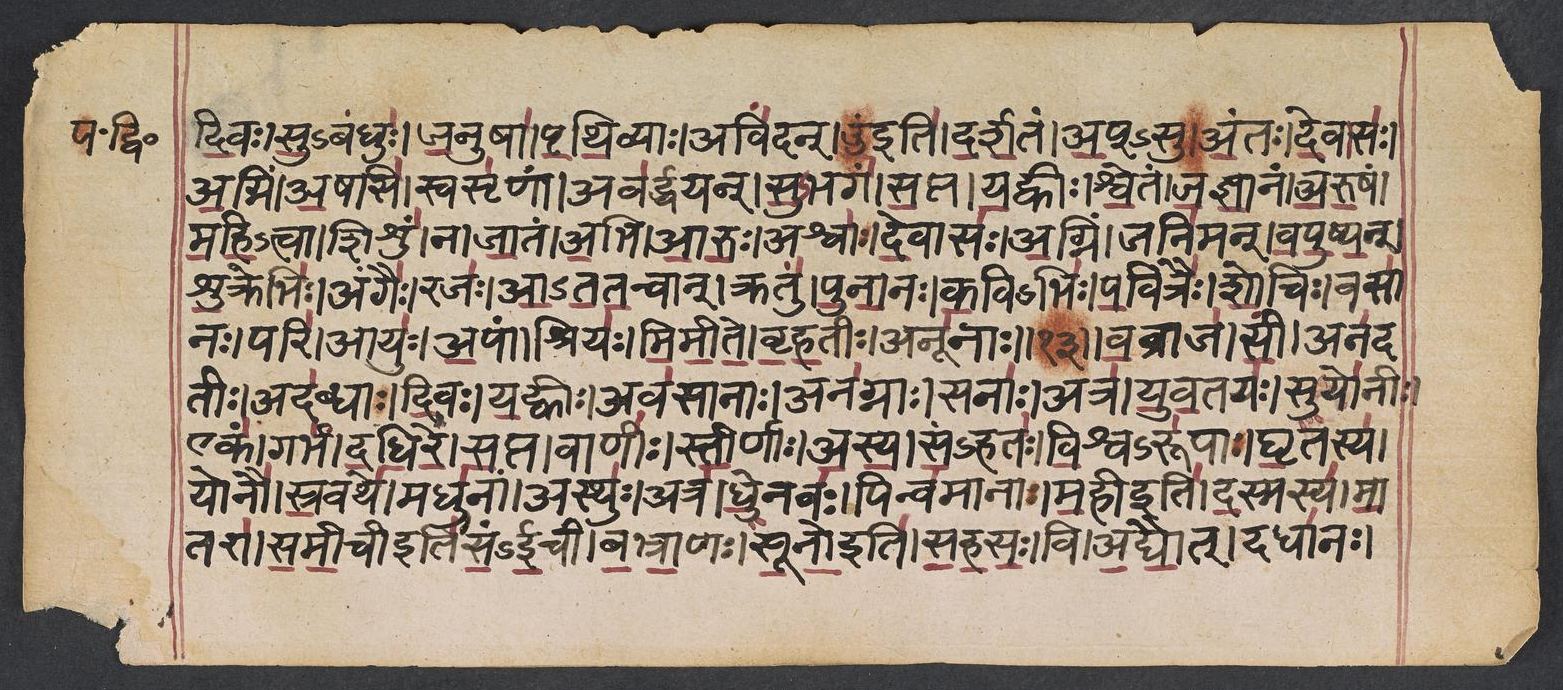 प॰द्वि॰
दिवः।सुऽबंधुः।जनुषा।पृथिव्याः।अविंदन्।उंइति।दर्शतं।अप्ऽसु।अंतः।देवासः।
अग्निं।अषसि।स्वसॄणां।अवर्द्धयन्।सुऽभगं।सप्त।यह्वीः।श्वेतं।जज्ञानं।अरुषं।
महिऽत्वा।शिशुं।न।जातं।अभि।आरुः।अश्वाः।देवासः।अग्निं।जनिमन्।वपुष्यन्।
शुक्रेभिः।अंगैः।रजः।आऽततन्वान्।क्रतुं।पुनानः।कविऽभिः।पवित्रैः।शोचिः।वसा
नः।परि।आयुः।अपां।श्रियः।मिमीते।बृहतीः।अनूनाः॥१३॥वव्राज।सीं।अनद
तीः।अदब्धाः।दिवः।यह्वीः।अवसानाः।अनग्नाः।सनाः।अत्र।युवतयः।सुयोनीः।
एकं।गर्भं।दधिरे।सप्त।वाणीः।स्तीर्णाः।अस्य।संऽहतः।विश्वऽरूपाः।घृतस्य।
योनौ।स्रवथे।मधूनां।अस्थुः।अत्र।धेनवः।पिन्वमानाः।मही इति।दस्मस्य।मा
तरा।समीची इति संऽईची।बभ्राणः।सूनो इति।सहसः।वि।अद्यौत्।दधानः।